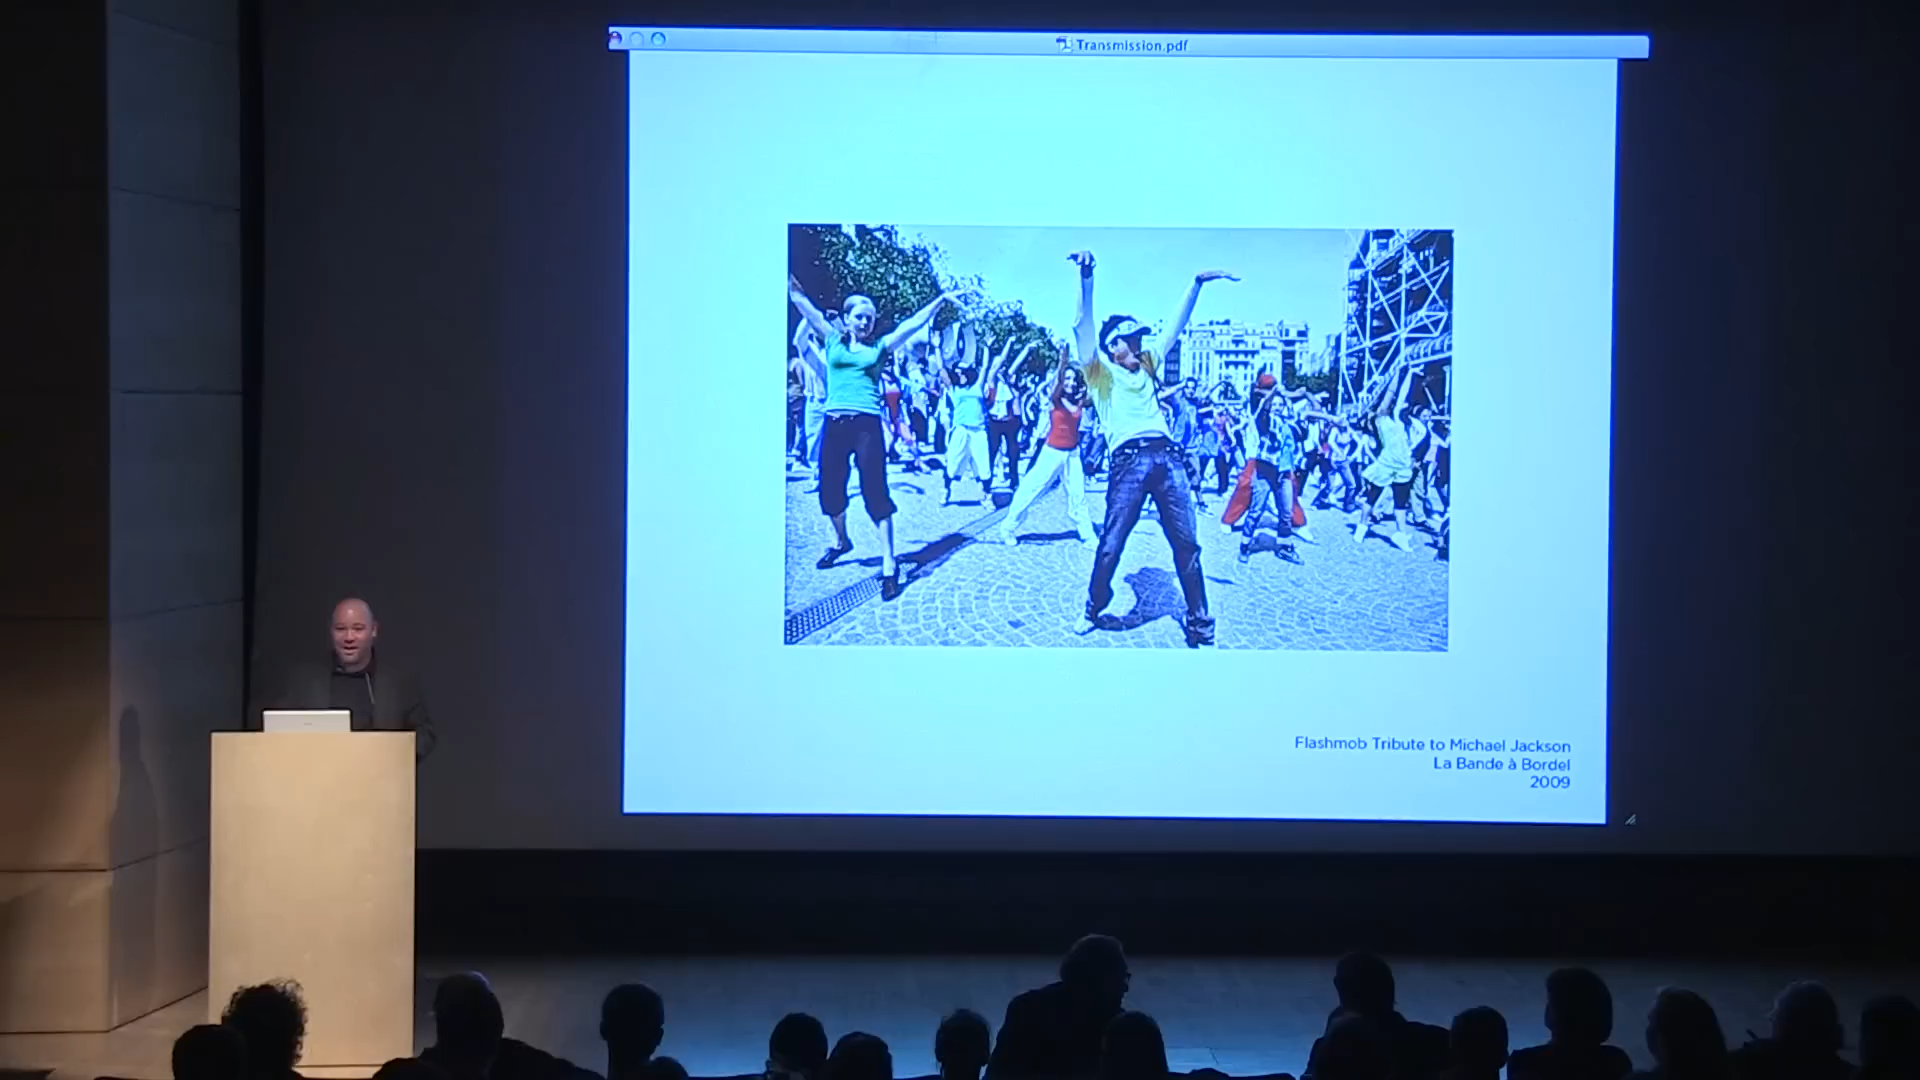 Transmission.pdf
Flashmob Tribute to Michael Jackson
La Bande à Bordel
2009